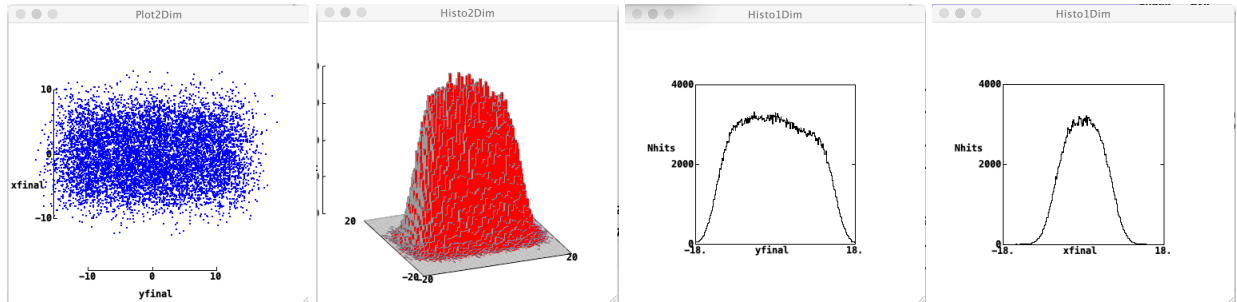 Plot2Dim
10
0
xfinal
-10
-10 0 10
yfinal
Histo2Dim
20
-20
-20
20
Histo1Dim
4000
Nhits
2000
0
-18. yfinal 18.
Histo1Dim
4000
Nhits
2000
0
-18. xfinal 18.